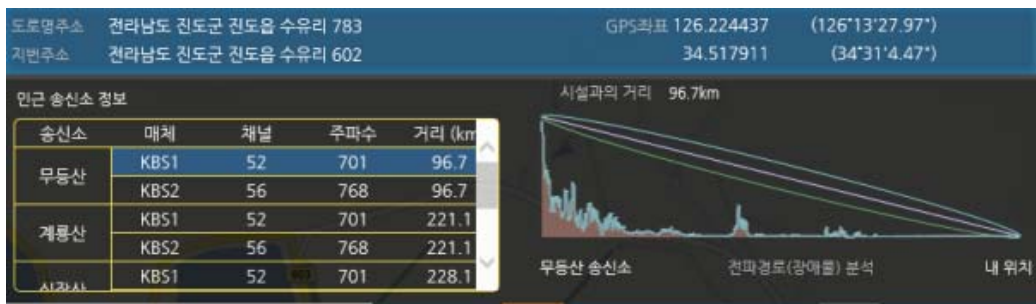 도로명주소 전라남도 진도군 진도읍 수유리 783 GPS좌표 126.224437 (126°13'27.97")
지번주소 전라남도 진도군 진도읍 수유리 602 34.517911 (34°31'4.47")
인근 송신소 정보
시설과의 거리 96.7km
송신소 매체 채널 주파수 거리 (km
무등산 KBS1 52 701 96.7
KBS2 56 768 96.7
계룡산 KBS1 52 701 221.1
KBS2 56 768 221.1
KBS1 52 701 228.1
무등산 송신소 전파경로(장애물) 분석 내 위치